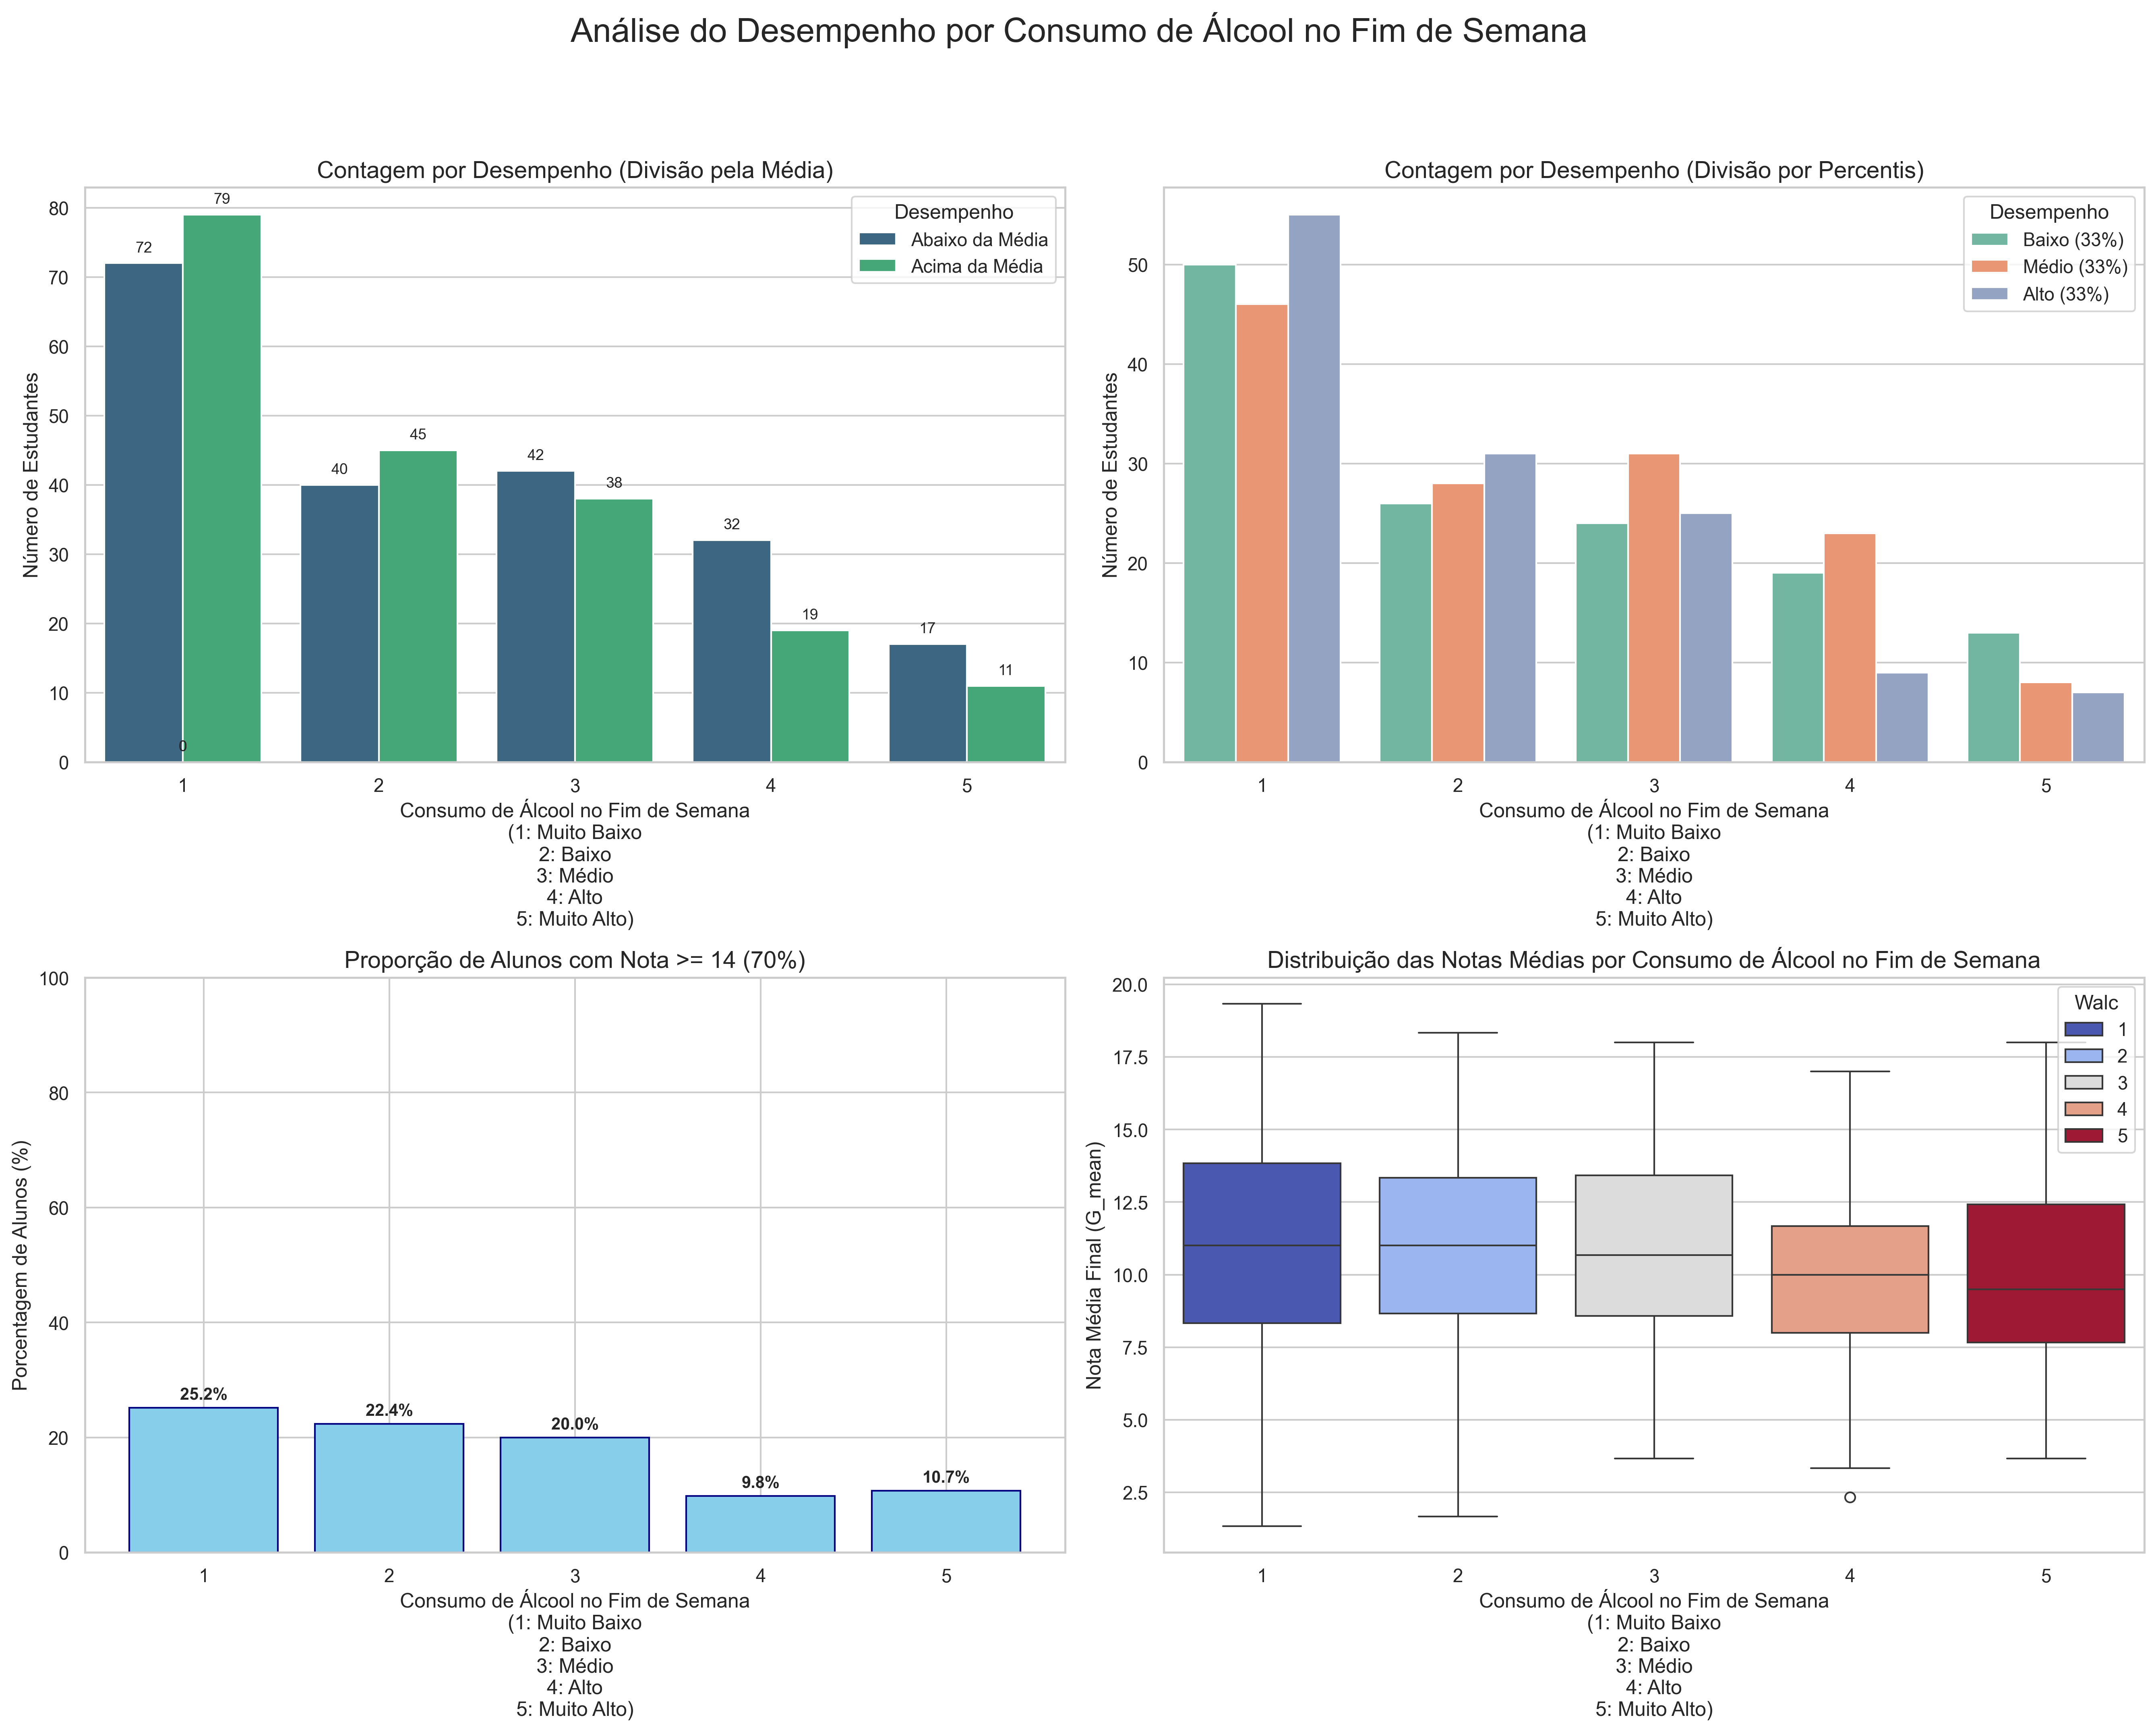 Análise do Desempenho por Consumo de Álcool no Fim de Semana
Contagem por Desempenho (Divisão pela Média)
Número de Estudantes
80
70
60
50
40
30
20
10
0
72
79
40
45
42
38
32
19
17
11
0
Desempenho
Abaixo da Média
Acima da Média
1
2
3
4
5
Consumo de Álcool no Fim de Semana
(1: Muito Baixo
2: Baixo
3: Médio
4: Alto
5: Muito Alto)
Contagem por Desempenho (Divisão por Percentis)
Número de Estudantes
50
40
30
20
10
0
Desempenho
Baixo (33%)
Médio (33%)
Alto (33%)
1
2
3
4
5
Consumo de Álcool no Fim de Semana
(1: Muito Baixo
2: Baixo
3: Médio
4: Alto
5: Muito Alto)
Proporção de Alunos com Nota >= 14 (70%)
Porcentagem de Alunos (%)
100
80
60
40
20
0
25.2%
22.4%
20.0%
9.8%
10.7%
1
2
3
4
5
Consumo de Álcool no Fim de Semana
(1: Muito Baixo
2: Baixo
3: Médio
4: Alto
5: Muito Alto)
Distribuição das Notas Médias por Consumo de Álcool no Fim de Semana
Nota Média Final (G_mean)
20.0
17.5
15.0
12.5
10.0
7.5
5.0
2.5
Walc
1
2
3
4
5
1
2
3
4
5
Consumo de Álcool no Fim de Semana
(1: Muito Baixo
2: Baixo
3: Médio
4: Alto
5: Muito Alto)